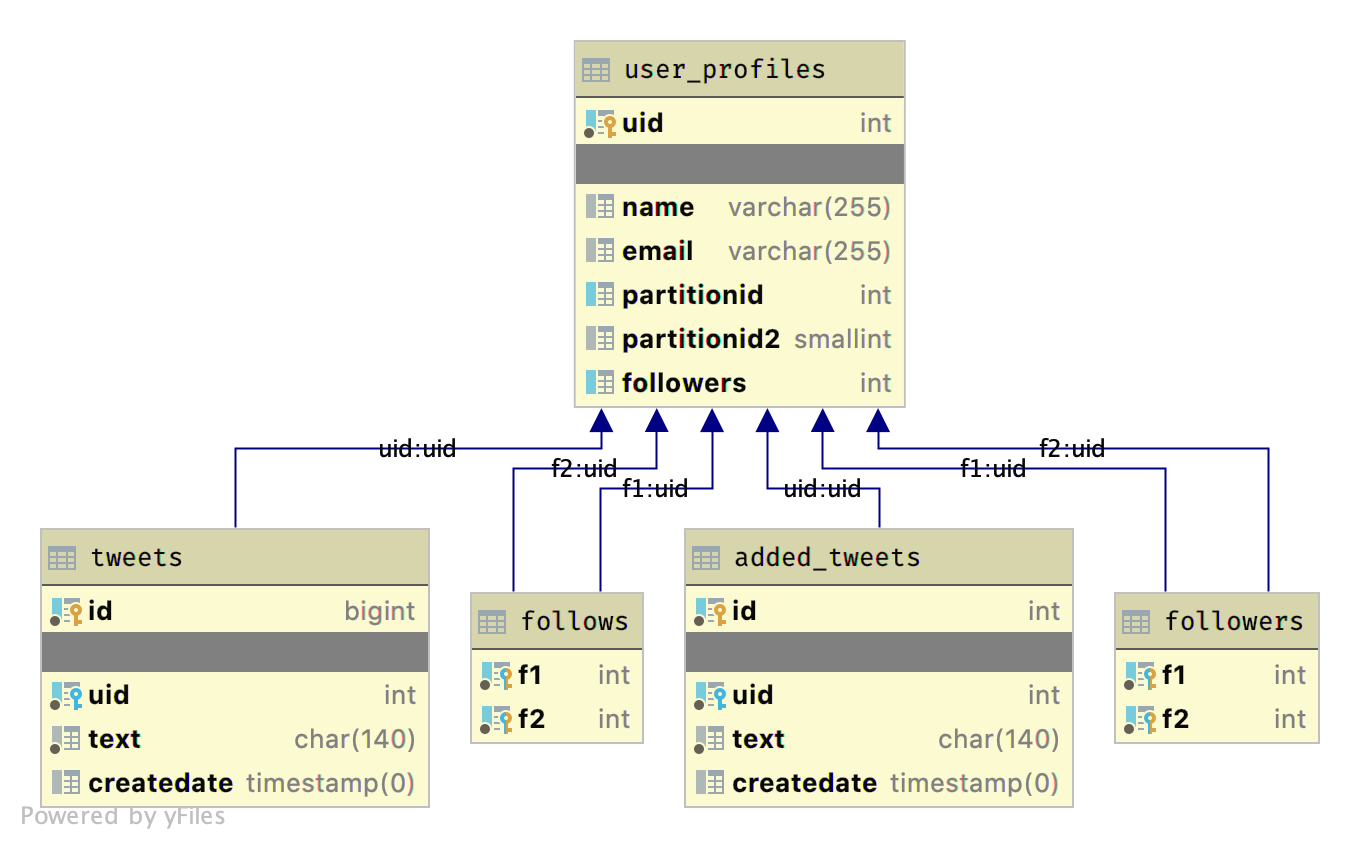 user_profiles
uid int
name varchar(255)
email varchar(255)
partitionid int
partitionid2 smallint
followers int
uid:uid
f2:uid
f1:uid
uid:uid
f1:uid
f2:uid
tweets
id bigint
uid int
text char(140)
createdate timestamp(0)
follows
f1 int
f2 int
added_tweets
id int
uid int
text char(140)
createdate timestamp(0)
followers
f1 int
f2 int
Powered by yFiles